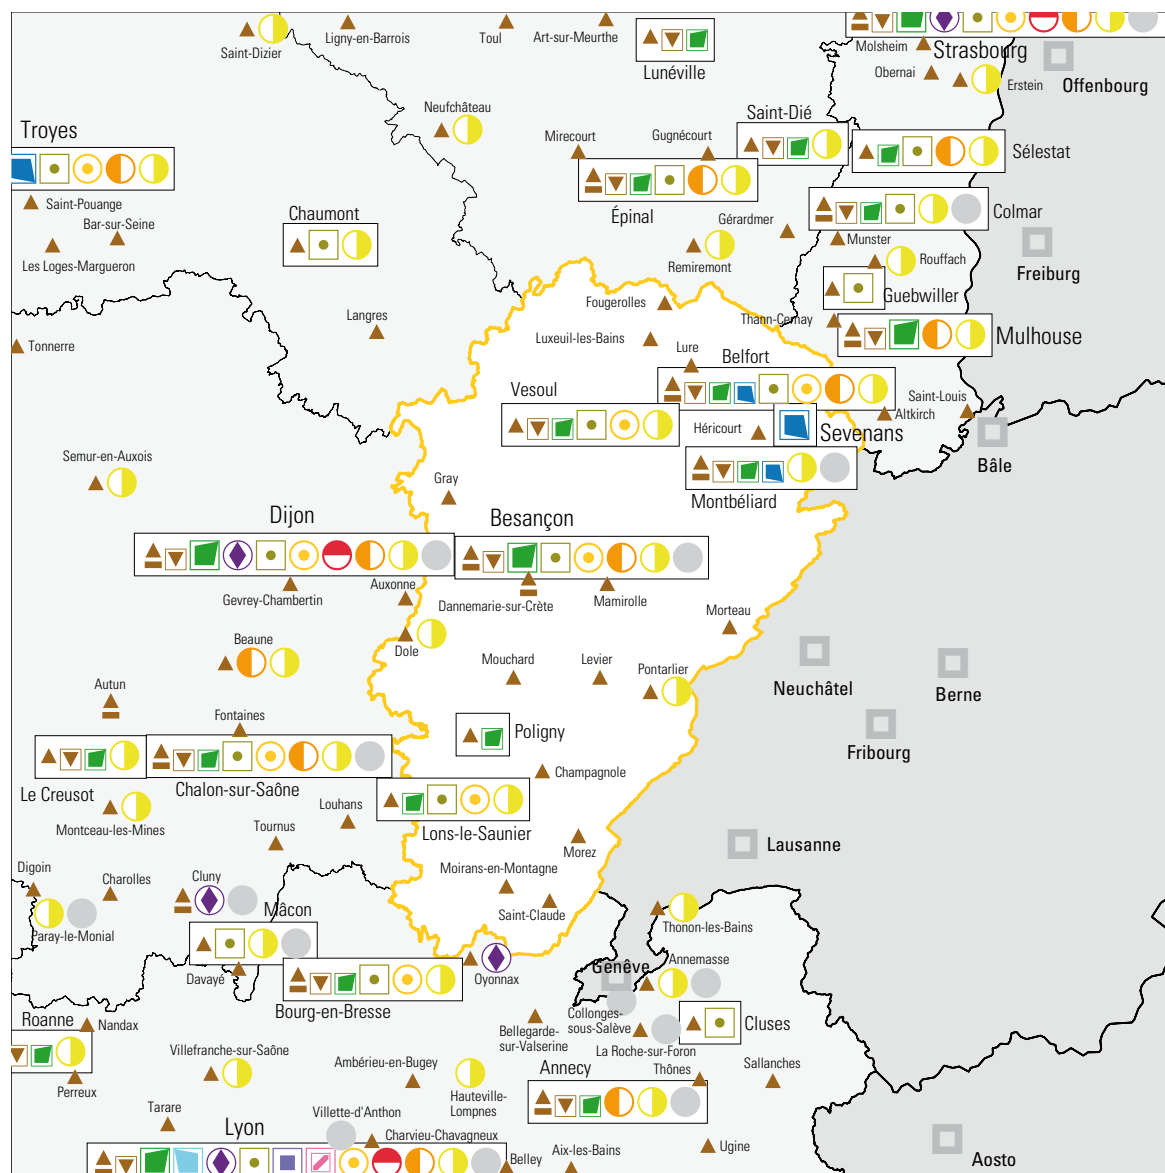 Saint-Dizier
Ligny-en-Barrois
Toul
Art-sur-Meurthe
Lunéville
Molsheim
Strasbourg
Obernai
Erstein
Offenbourg
Neufchâteau
Troyes
Mirecourt
Gugnécourt
Saint-Dié
Sélestat
Épinal
Saint-Pouange
Bar-sur-Seine
Les Loges-Margueron
Chaumont
Gérardmer
Colmar
Munster
Remiremont
Rouffach
Freiburg
Guebwiller
Fougerolles
Thann-Cernay
Langres
Luxeuil-les-Bains
Lure
Belfort
Mulhouse
Tonnerre
Vesoul
Saint-Louis
Altkirch
Héricourt
Sevenans
Bâle
Semur-en-Auxois
Gray
Montbéliard
Dijon
Besançon
Gevrey-Chambertin
Auxonne
Dannemarie-sur-Crète
Mamirolle
Morteau
Beaune
Dole
Mouchard
Levier
Pontarlier
Neuchâtel
Berne
Autun
Fontaines
Poligny
Fribourg
Champagnole
Le Creusot
Chalon-sur-Saône
Montceau-les-Mines
Louhans
Lons-le-Saunier
Tournus
Morez
Lausanne
Digoin
Charolles
Cluny
Moirans-en-Montagne
Saint-Claude
Paray-le-Monial
Mâcon
Thonon-les-Bains
Davayé
Oyonnax
Genêve
Annemasse
Bourg-en-Bresse
Roanne
Nandax
Bellegarde-
sur-Valserine
Collonges-
sous-Salève
La Roche-sur-Foron
Cluses
Villefranche-sur-Saône
Ambérieu-en-Bugey
Hauteville-
Lompnes
Annecy
Thônes
Sallanches
Perreux
Tarare
Lyon
Villette-d'Anthon
Charvieu-Chavagneux
Belley
Aix-les-Bains
Ugine
Aosto